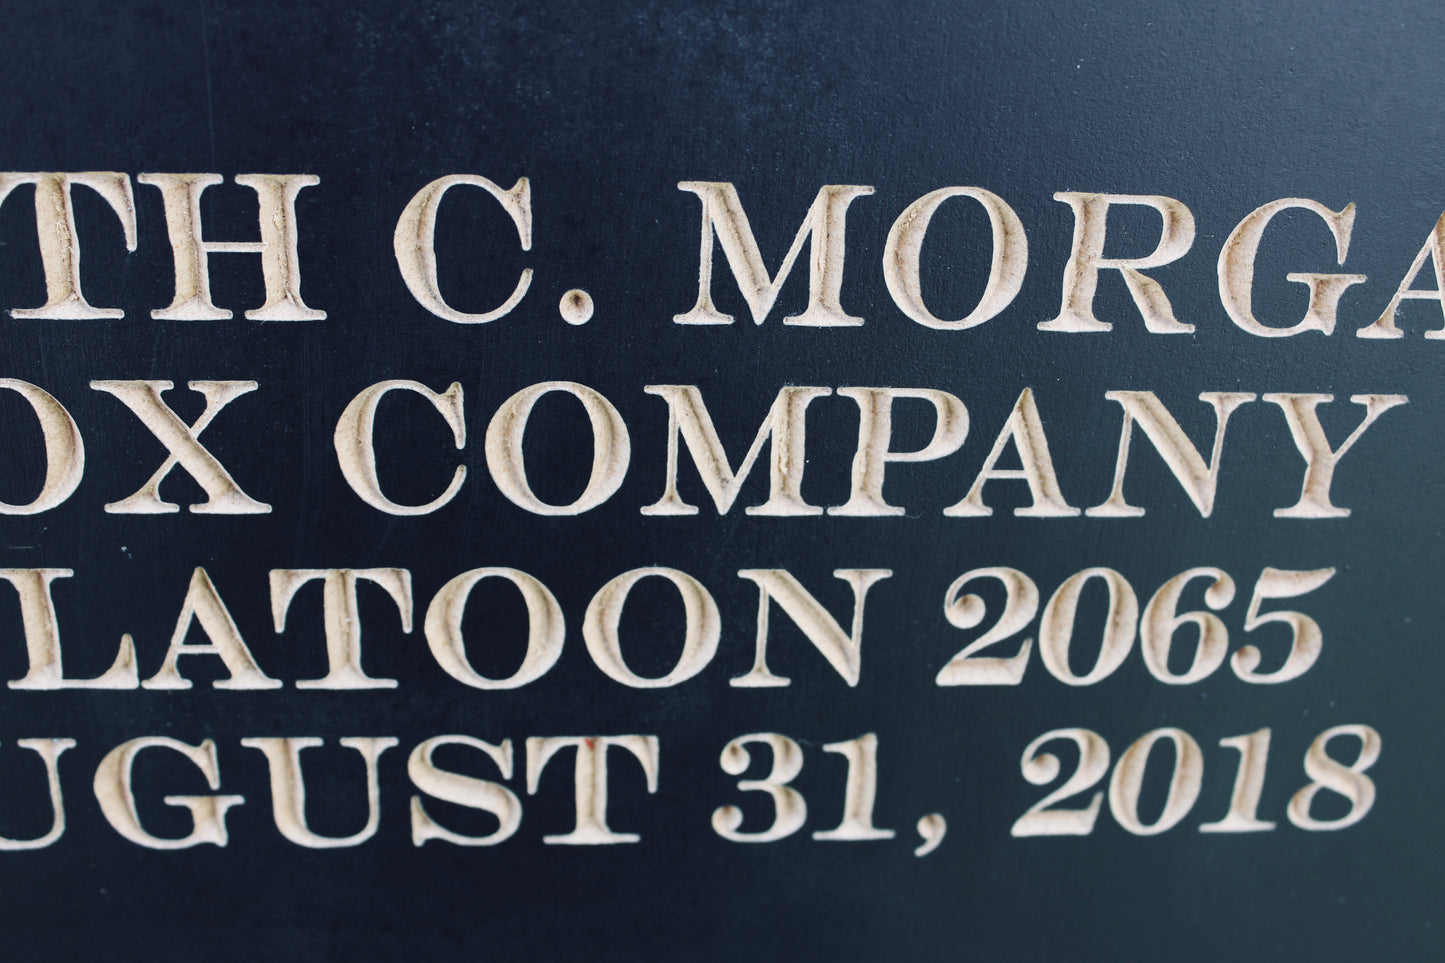 TH C. MORGA
OX COMPANY
LATOON 2065
UGUST 31, 2018